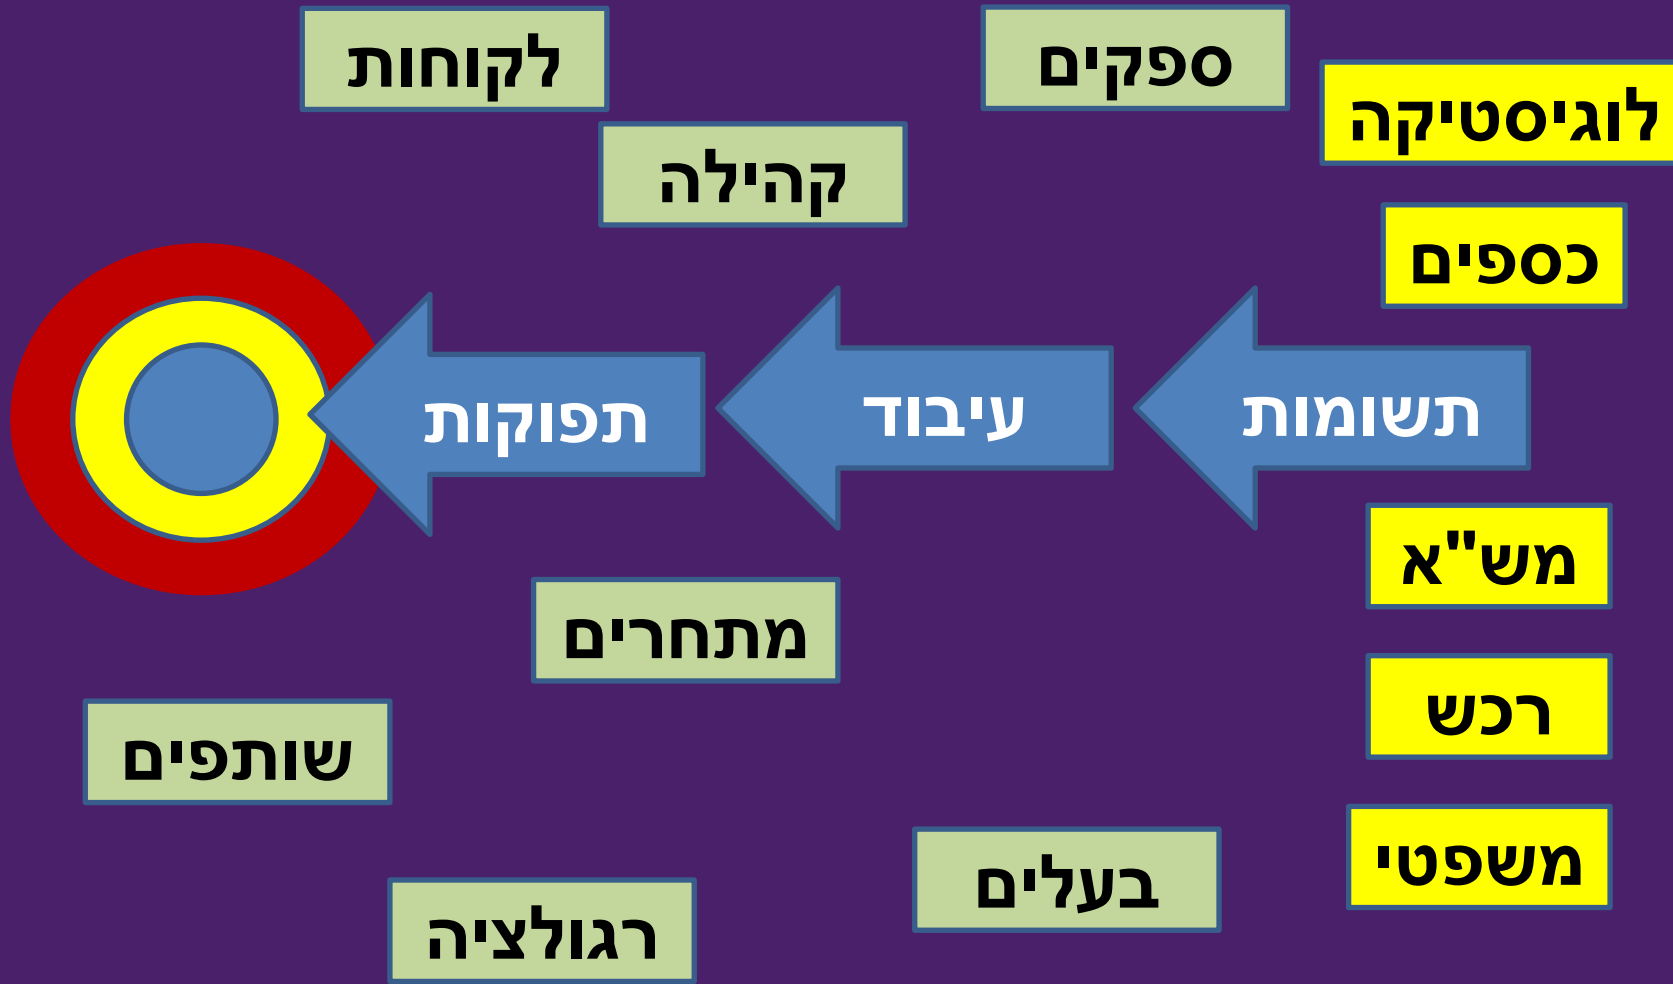 ספקים
לקוחות
לוגיסטיקה
קהילה
כספים
תשומות
עיבוד
תפוקות
מש"א
מתחרים
רכש
שותפים
משפטי
בעלים
רגולציה